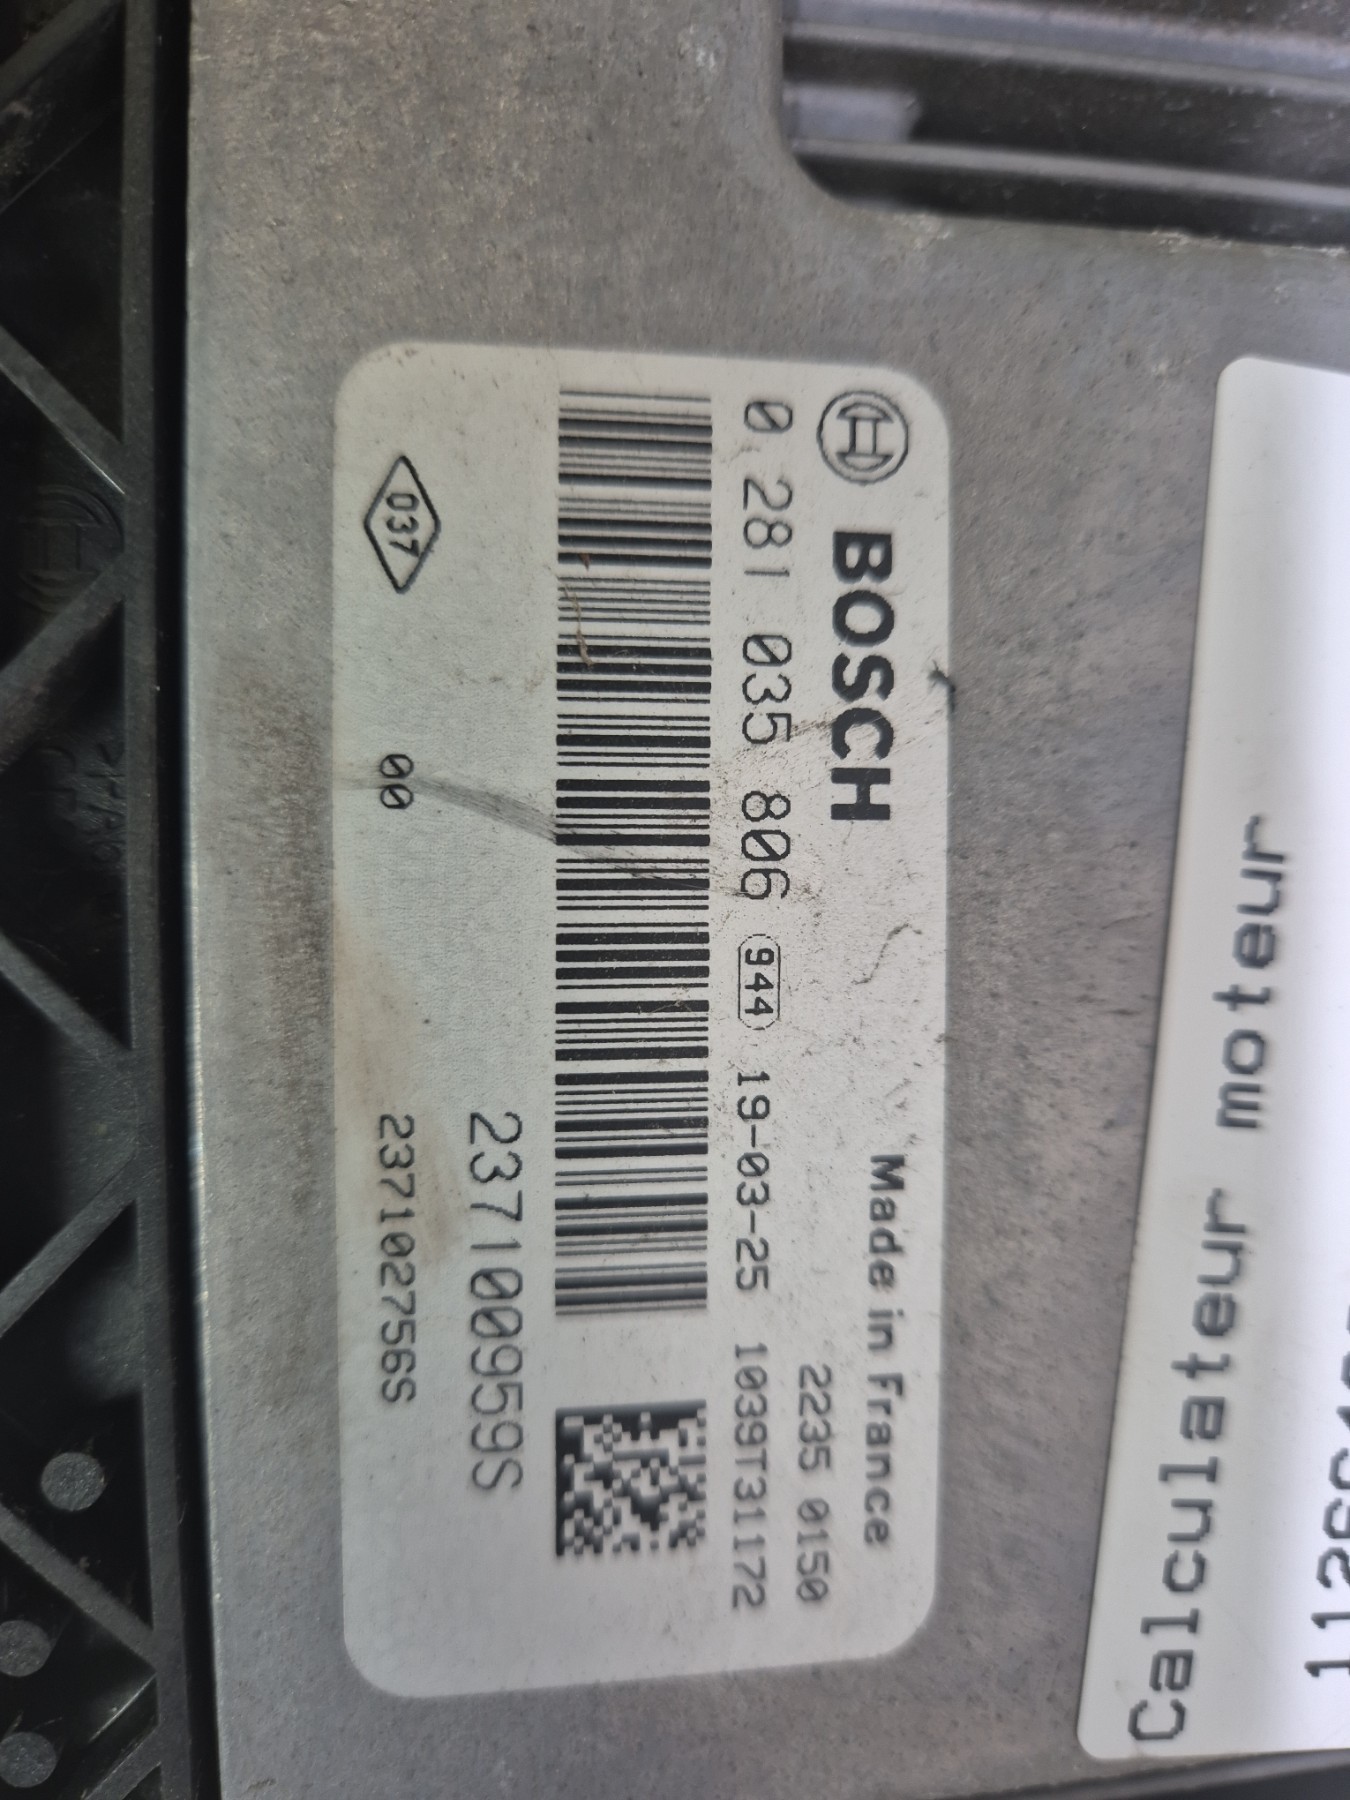 BOSCH
Made in France
2235 0150
0 281 035 806 944 19-03-25 1039T31172
237100959S
037 00 237102756S
Calculateur moteur